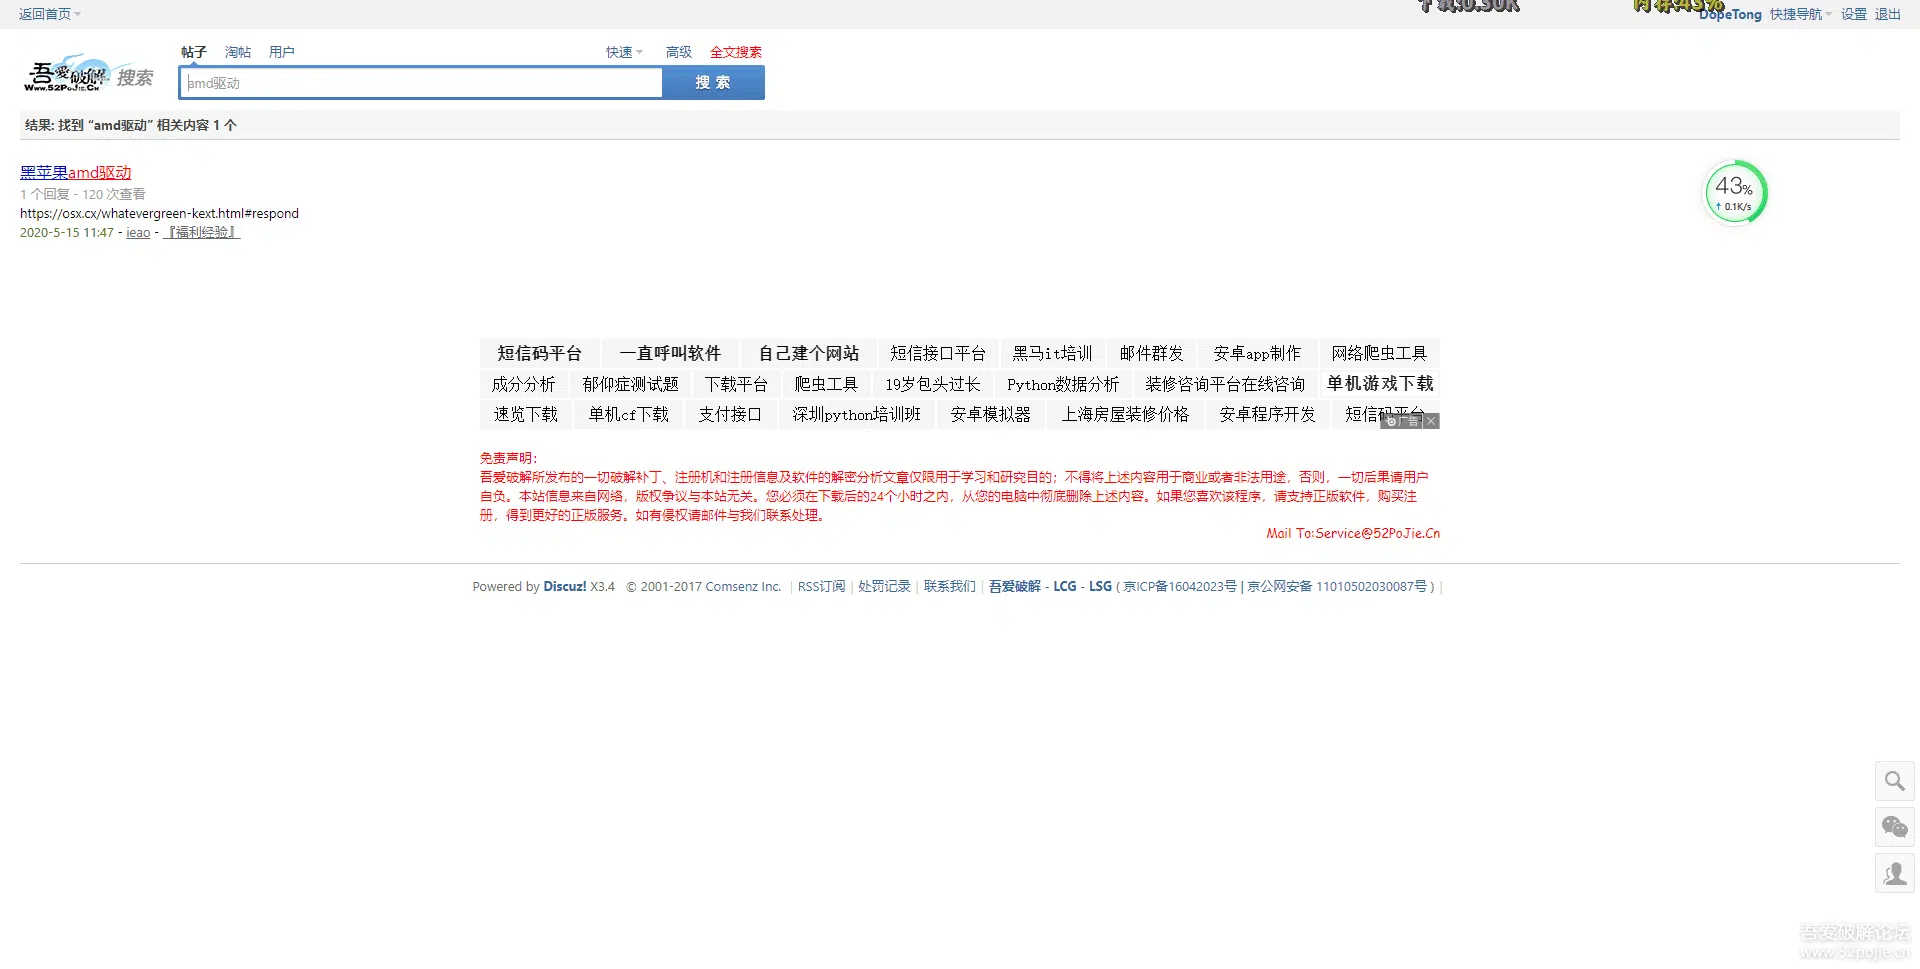 返回首页
DopeTong 快捷导航 设置 退出
吾爱破解 搜索
Www.52PoJie.Cn
帖子 淘帖 用户 快速 高级 全文搜索
amd驱动 搜 索
结果: 找到 “amd驱动” 相关内容 1 个
黑苹果amd驱动
1 个回复 - 120 次查看
https://osx.cx/whatevergreen-kext.html#respond
2020-5-15 11:47 - ieao - 『福利经验』
43%
↑ 0.1K/s
短信码平台 一直呼叫软件 自己建个网站 短信接口平台 黑马it培训 邮件群发 安卓app制作 网络爬虫工具
成分分析 郁仰症测试题 下载平台 爬虫工具 19岁包头过长 Python数据分析 装修咨询平台在线咨询 单机游戏下载
速览下载 单机cf下载 支付接口 深圳python培训班 安卓模拟器 上海房屋装修价格 安卓程序开发 短信码平台
广告
免责声明:
吾爱破解所发布的一切破解补丁、注册机和注册信息及软件的解密分析文章仅限用于学习和研究目的；不得将上述内容用于商业或者非法用途，否则，一切后果请用户
自负。本站信息来自网络，版权争议与本站无关。您必须在下载后的24个小时之内，从您的电脑中彻底删除上述内容。如果您喜欢该程序，请支持正版软件，购买注
册，得到更好的正版服务。如有侵权请邮件与我们联系处理。
Mail To:Service@52PoJie.Cn
Powered by Discuz! X3.4 © 2001-2017 Comsenz Inc. | RSS订阅 | 处罚记录 | 联系我们 | 吾爱破解 - LCG - LSG ( 京ICP备16042023号 | 京公网安备 11010502030087号 ) |
吾爱破解论坛
www.52pojie.cn